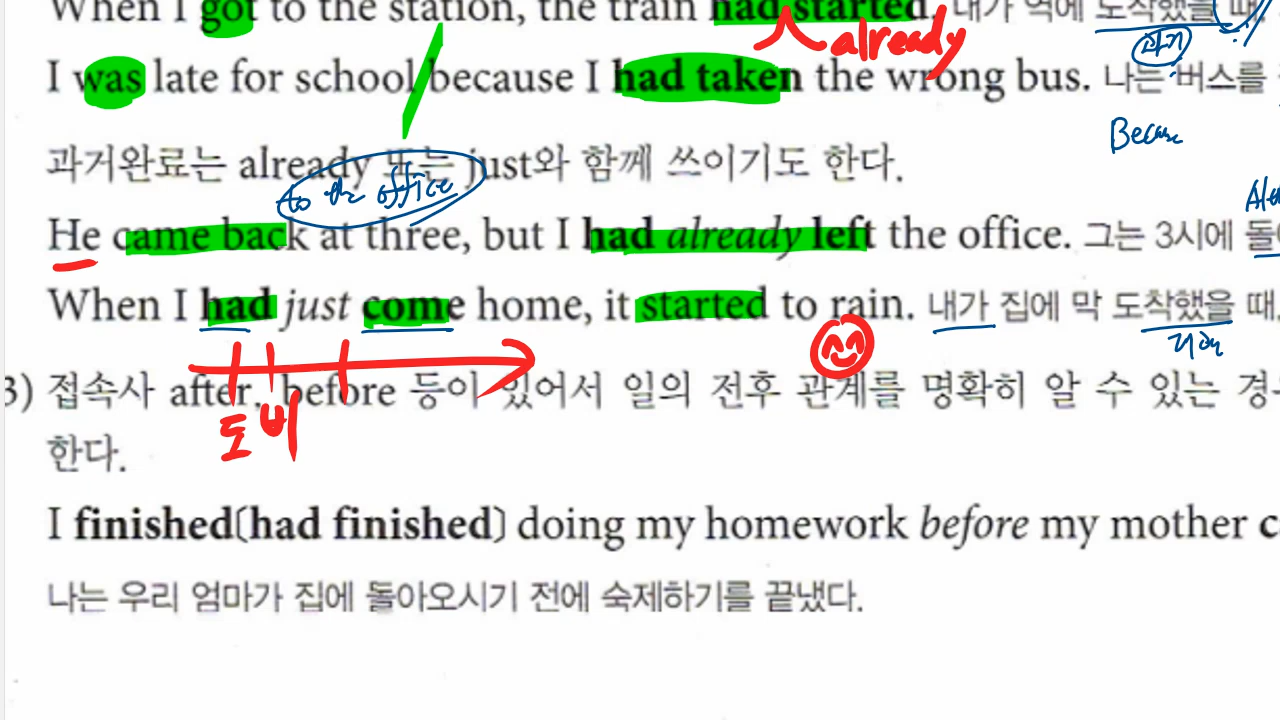 When I got to the station, the train had started. 내가 역에 도착했을 때,
already
과거
I was late for school because I had taken the wrong bus. 나는 버스를
과거완료는 already 또는 just와 함께 쓰이기도 한다.
to the office
He came back at three, but I had already left the office. 그는 3시에
When I had just come home, it started to rain. 내가 집에 막 도착했을 때,
3) 접속사 after, before 등이 있어서 일의 전후 관계를 명확히 알 수 있는
도 비
한다.
I finished(had finished) doing my homework before my mother
나는 우리 엄마가 집에 돌아오시기 전에 숙제하기를 끝냈다.